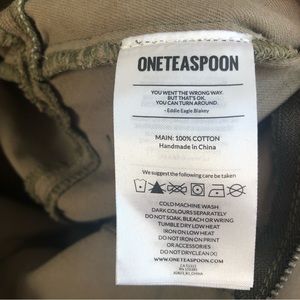 ONETEASPOON
YOU WENT THE WRONG WAY.
BUT THAT'S OK.
YOU CAN TURN AROUND.
- Eddie Eagle Blakey
MAIN: 100% COTTON
Handmade in China
We suggest the following care be taken
COLD MACHINE WASH
DARK COLOURS SEPARATELY
DO NOT SOAK, BLEACH OR WRING
TUMBLE DRY LOW HEAT
IRON ON LOW HEAT
DO NOT IRON ON PRINT
OR ACCESSORIES
DO NOT DRYCLEAN (X)
WWW.ONETEASPOON.COM